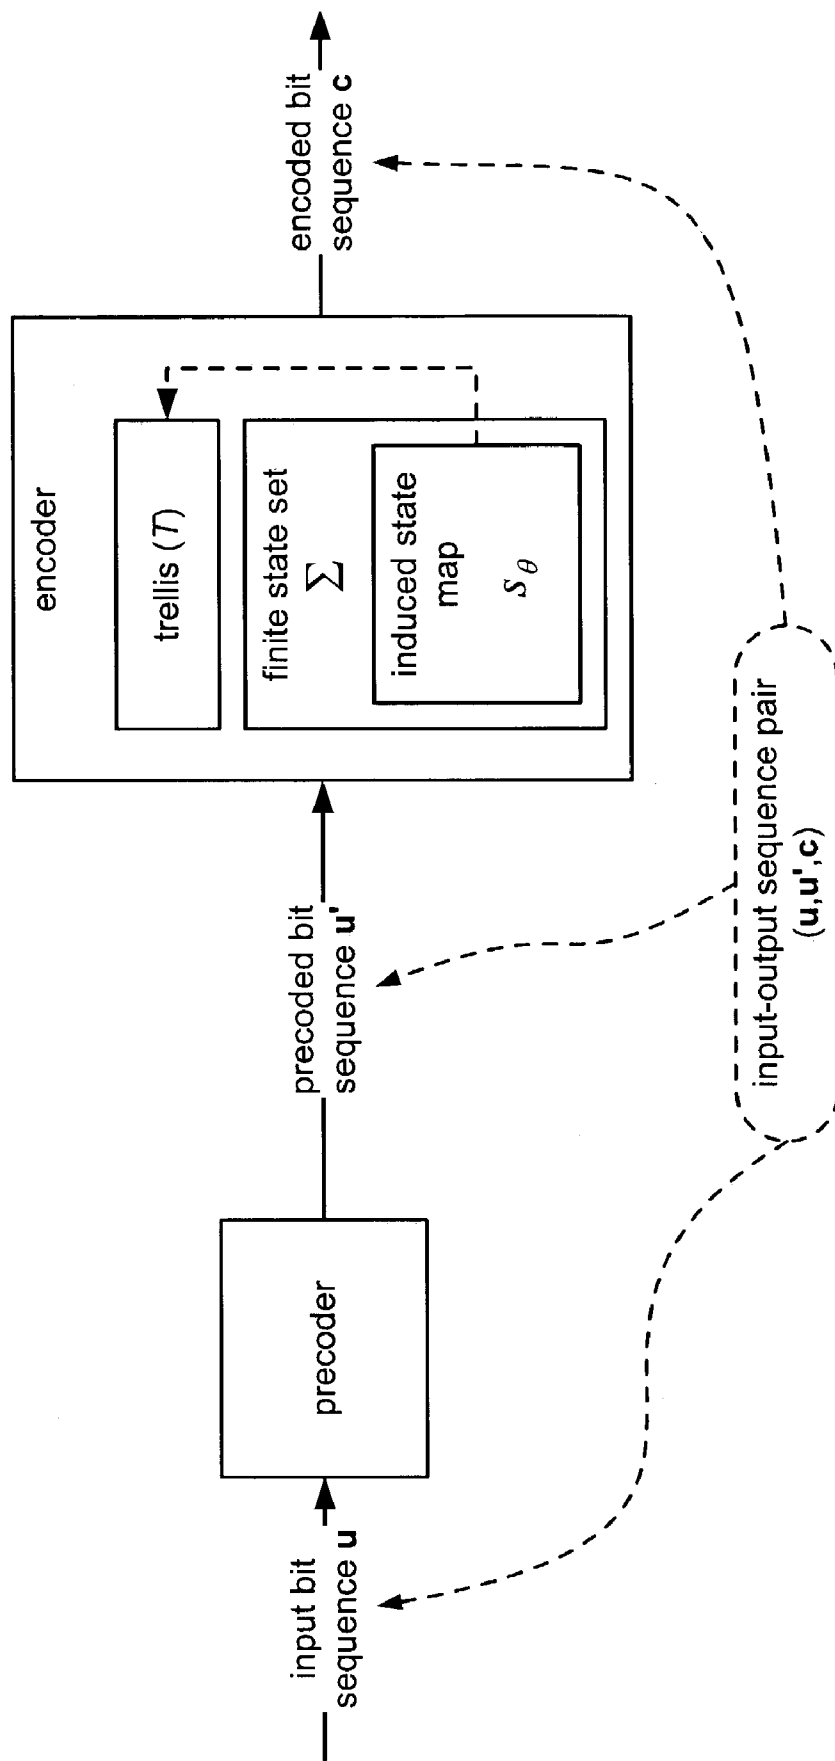 input bit
sequence u
precoder
precoded bit
sequence u'
encoder
trellis (T)
finite state set
Σ
induced state
map
s_θ
encoded bit
sequence c
input-output sequence pair
(u,u',c)